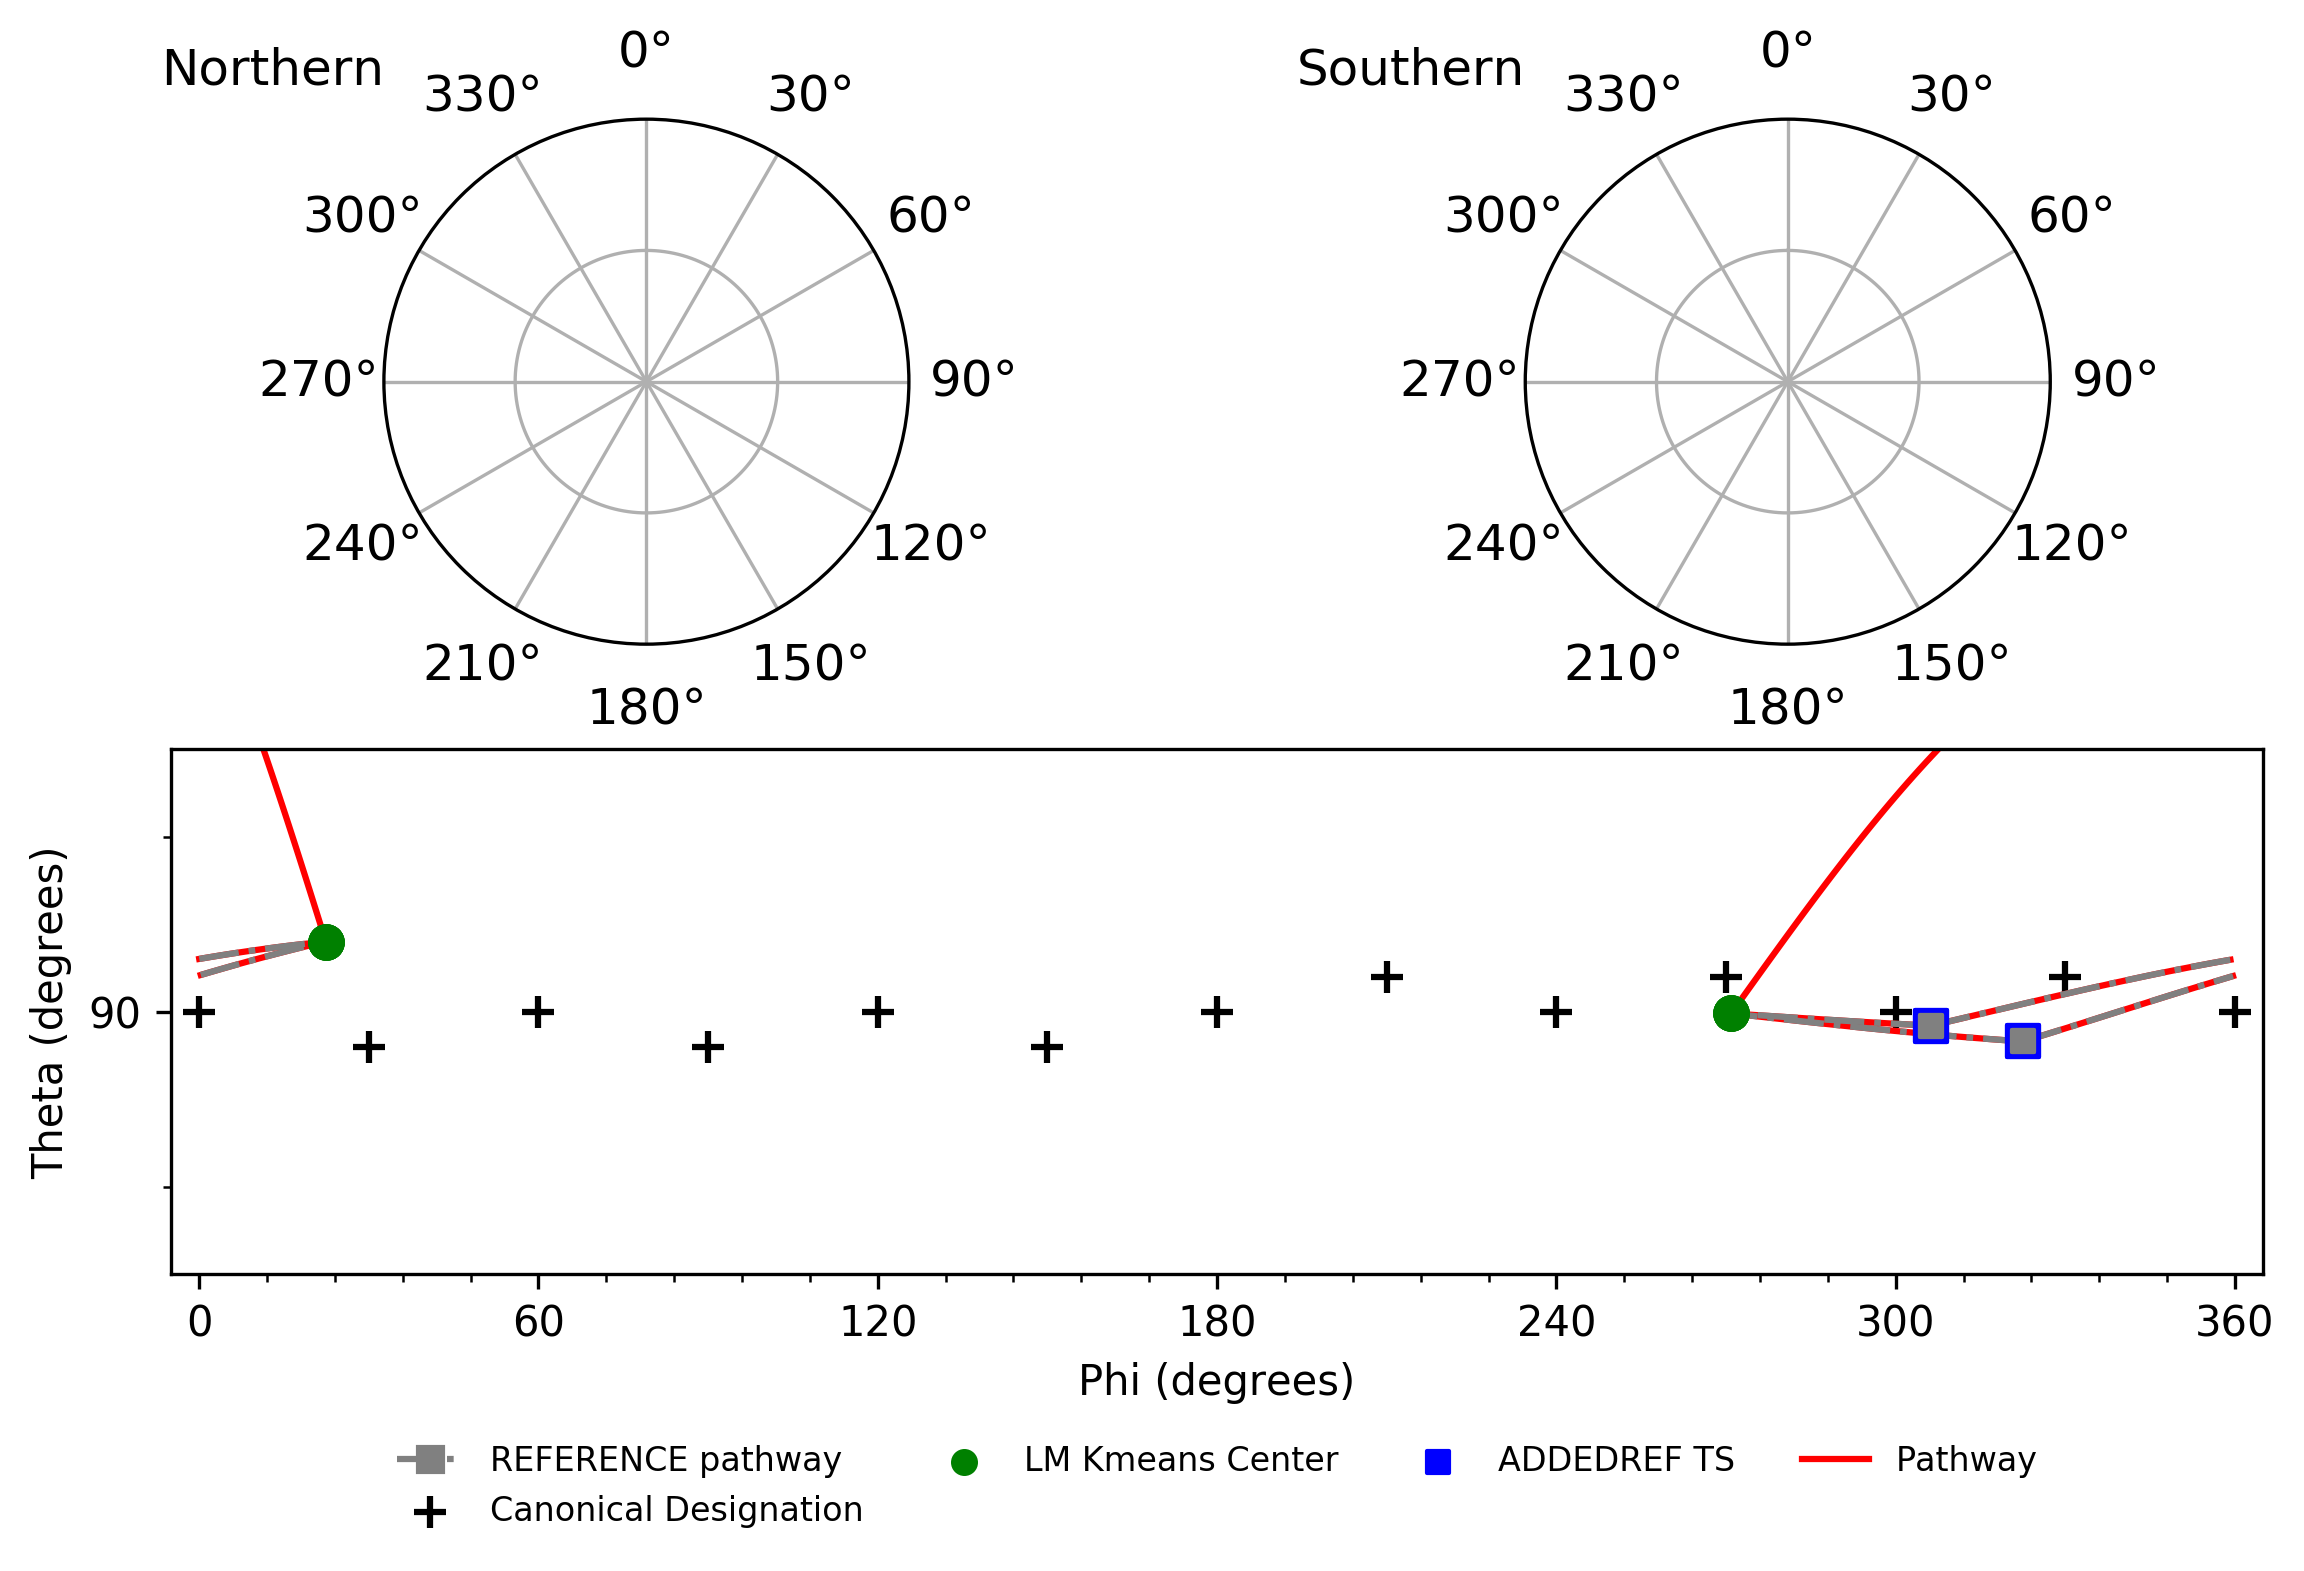 Northern
0°
30°
60°
90°
120°
150°
180°
210°
240°
270°
300°
330°
Southern
0°
30°
60°
90°
120°
150°
180°
210°
240°
270°
300°
330°
Theta (degrees)
90
0 60 120 180 240 300 360
Phi (degrees)
REFERENCE pathway
Canonical Designation
LM Kmeans Center
ADDEDREF TS
Pathway